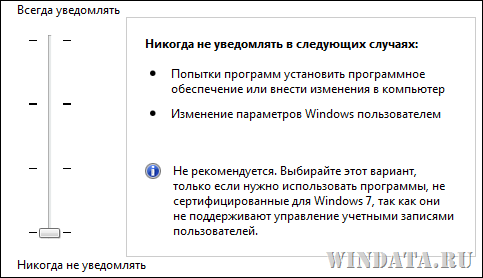 Всегда уведомлять
Никогда не уведомлять в следующих случаях:
Попытки программ установить программное
обеспечение или внести изменения в компьютер
Изменение параметров Windows пользователем
Не рекомендуется. Выбирайте этот вариант,
только если нужно использовать программы, не
сертифицированные для Windows 7, так как они
не поддерживают управление учетными записями
пользователей.
Никогда не уведомлять
WINDATA.RU